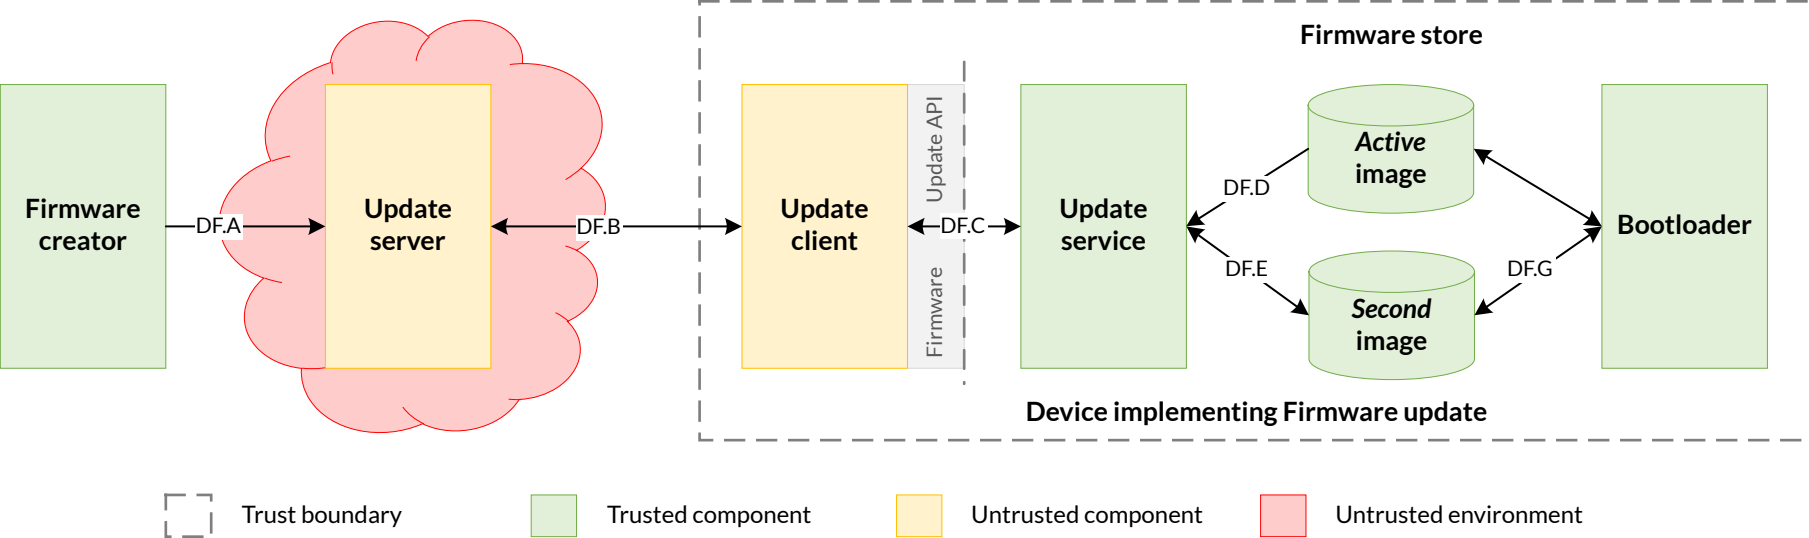 Firmware store
Firmware
creator
DF.A
Update
server
DF.B
Update
client
Firmware Update API
DF.C
Update
service
DF.D
DF.E
Active
image
Second
image
DF.G
Bootloader
Device implementing Firmware update
Trust boundary
Trusted component
Untrusted component
Untrusted environment